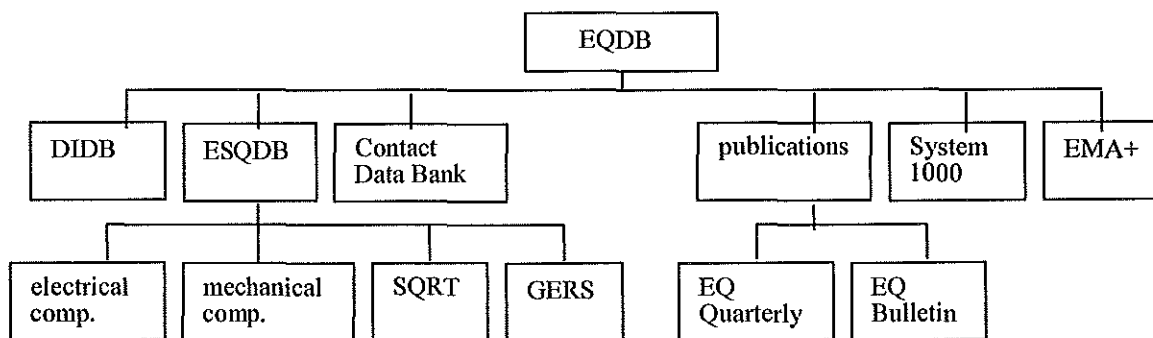 EQDB
DIDB
ESQDB
Contact
Data Bank
publications
System
1000
EMA+
electrical
comp.
mechanical
comp.
SQRT
GERS
EQ
Quarterly
EQ
Bulletin